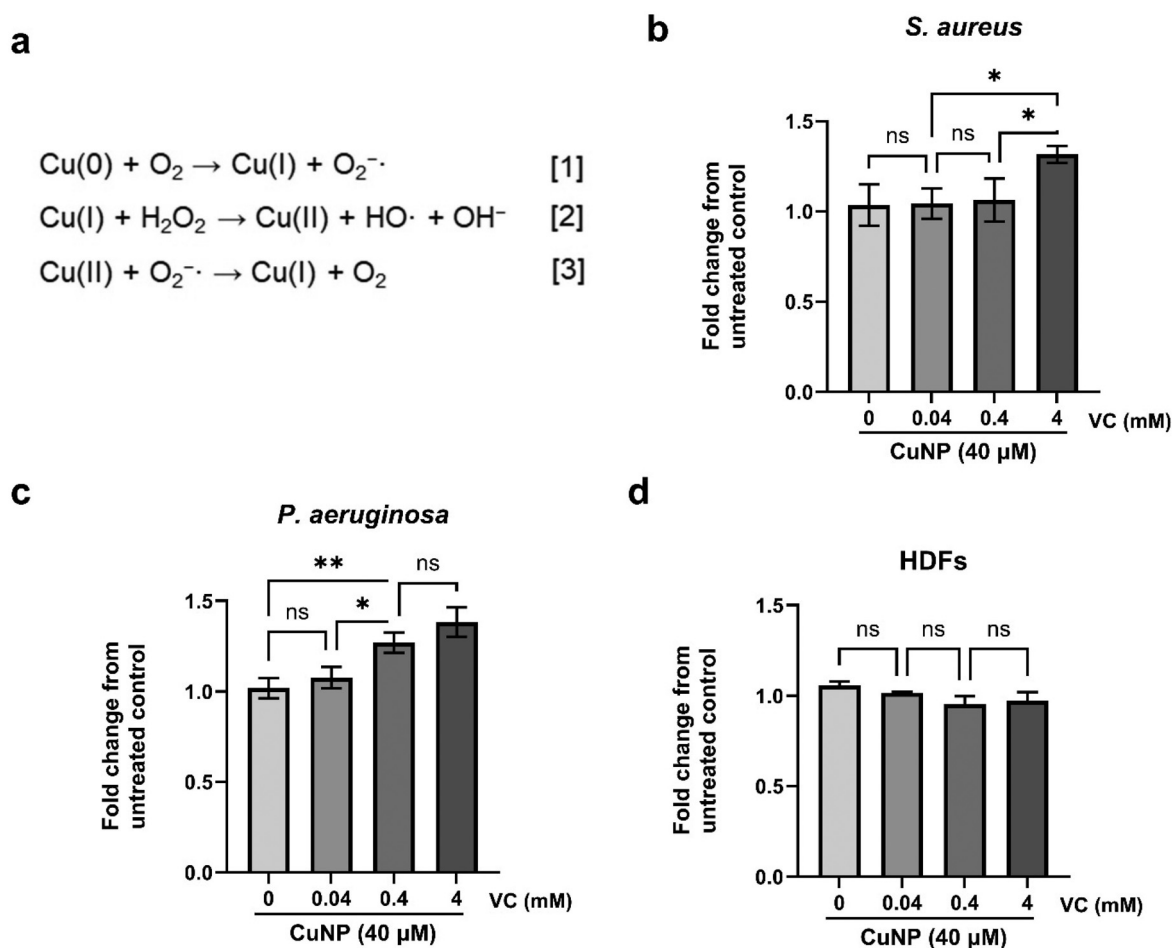 a
Cu(0) + O₂ → Cu(I) + O₂⁻· [1]
Cu(I) + H₂O₂ → Cu(II) + HO· + OH⁻ [2]
Cu(II) + O₂⁻· → Cu(I) + O₂ [3]
b
S. aureus
Fold change from
untreated control
1.5
1.0
0.5
0.0
*
*
ns
ns
0 0.04 0.4 4 VC (mM)
CuNP (40 µM)
c
P. aeruginosa
Fold change from
untreated control
1.5
1.0
0.5
0.0
**
ns
ns
*
0 0.04 0.4 4 VC (mM)
CuNP (40 µM)
d
HDFs
Fold change from
untreated control
1.5
1.0
0.5
0.0
ns ns ns
0 0.04 0.4 4 VC (mM)
CuNP (40 µM)